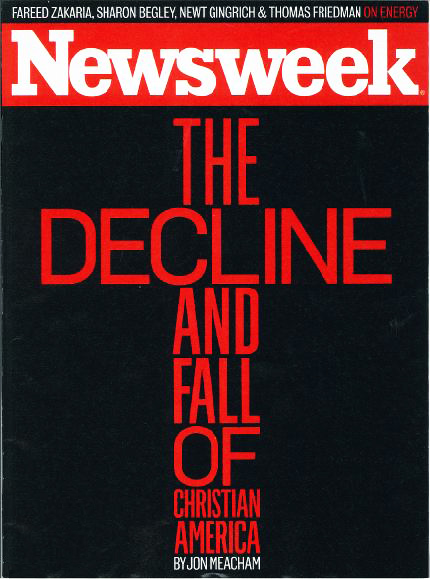 FAREED ZAKARIA, SHARON BEGLEY, NEWT GINGRICH & THOMAS FRIEDMAN ON ENERGY
Newsweek
THE
DECLINE
AND
FALL
OF
CHRISTIAN
AMERICA
BY JON MEACHAM